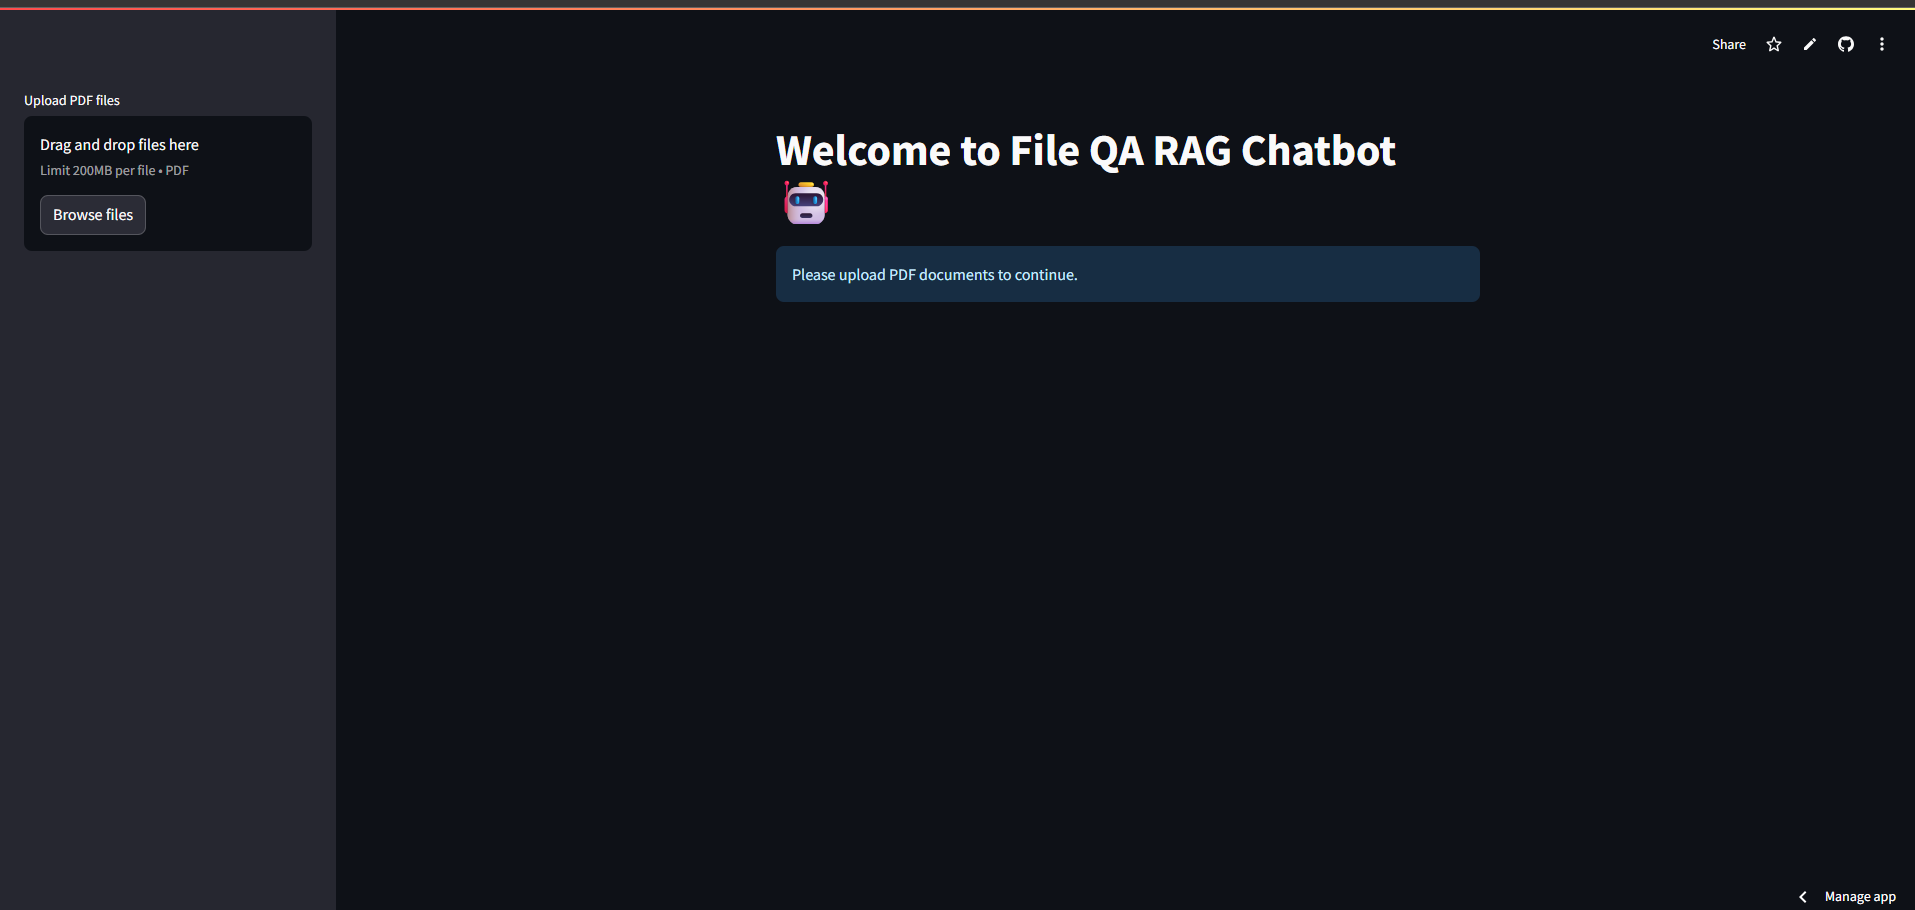 Share
Upload PDF files
Drag and drop files here
Limit 200MB per file • PDF
Browse files
Welcome to File QA RAG Chatbot
Please upload PDF documents to continue.
Manage app